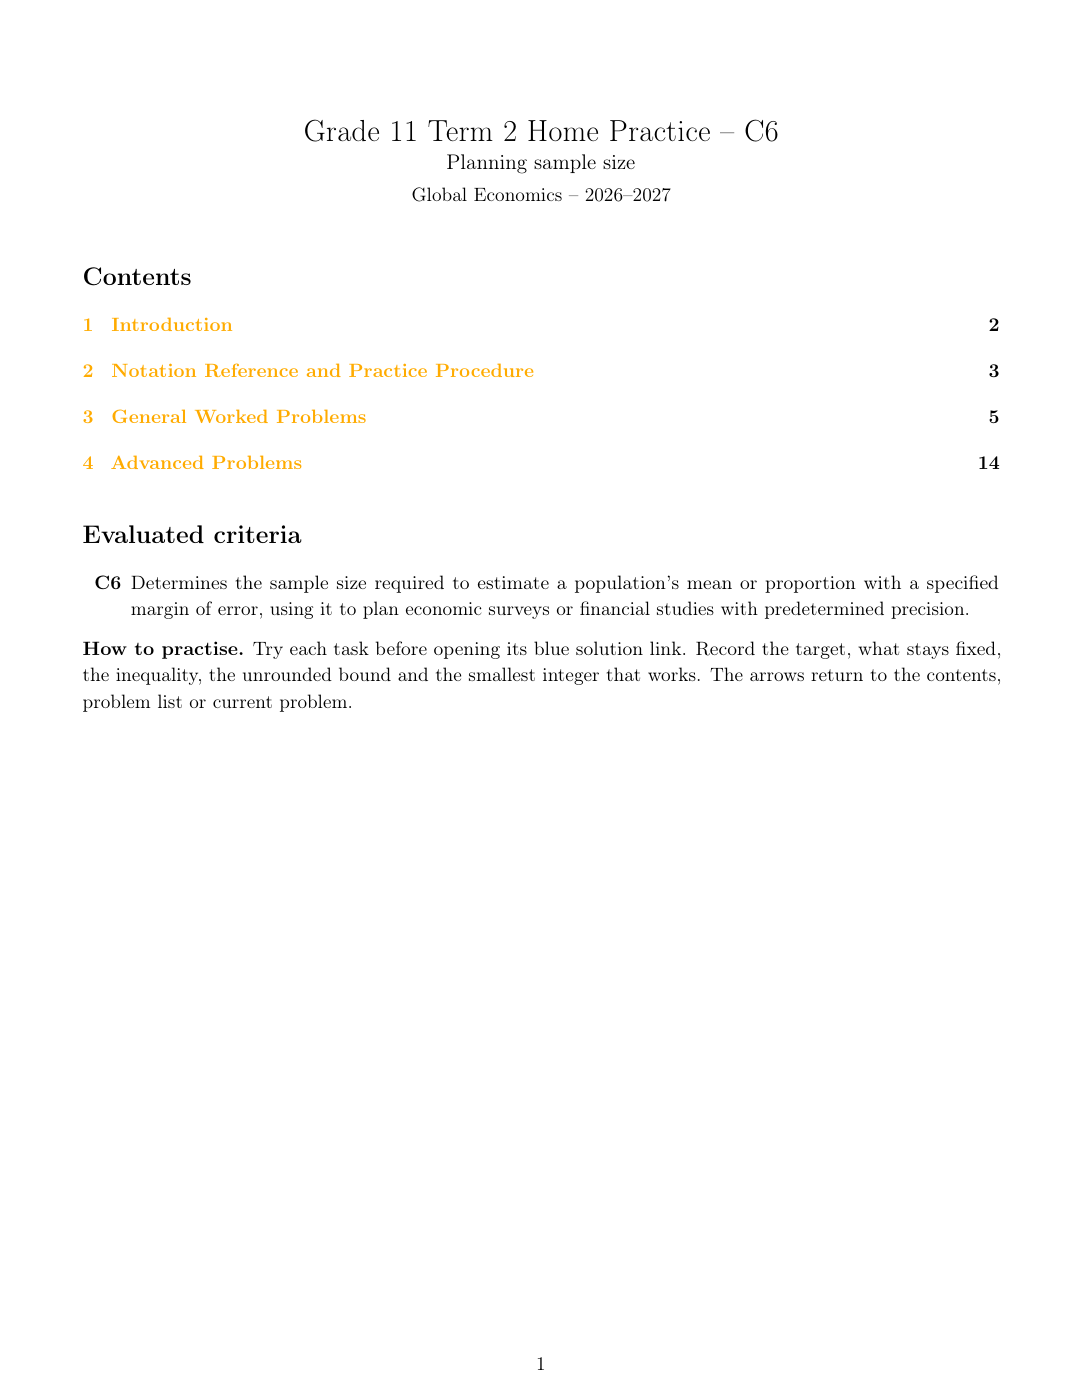 Grade 11 Term 2 Home Practice – C6
Planning sample size
Global Economics – 2026–2027
Contents
1 Introduction 2
2 Notation Reference and Practice Procedure 3
3 General Worked Problems 5
4 Advanced Problems 14
Evaluated criteria
C6 Determines the sample size required to estimate a population's mean or proportion with a specified
margin of error, using it to plan economic surveys or financial studies with predetermined precision.
How to practise. Try each task before opening its blue solution link. Record the target, what stays fixed,
the inequality, the unrounded bound and the smallest integer that works. The arrows return to the contents,
problem list or current problem.
1